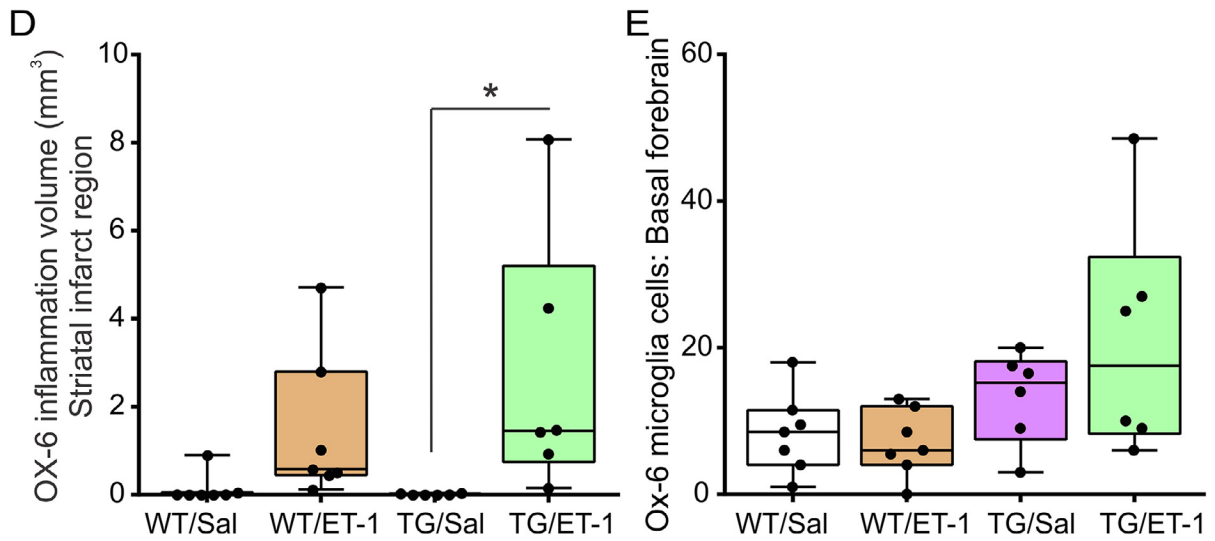 D
OX-6 inflammation volume (mm³)
Striatal infarct region
10
8
6
4
2
0
*
WT/Sal
WT/ET-1
TG/Sal
TG/ET-1
E
Ox-6 microglia cells: Basal forebrain
60
40
20
0
WT/Sal
WT/ET-1
TG/Sal
TG/ET-1